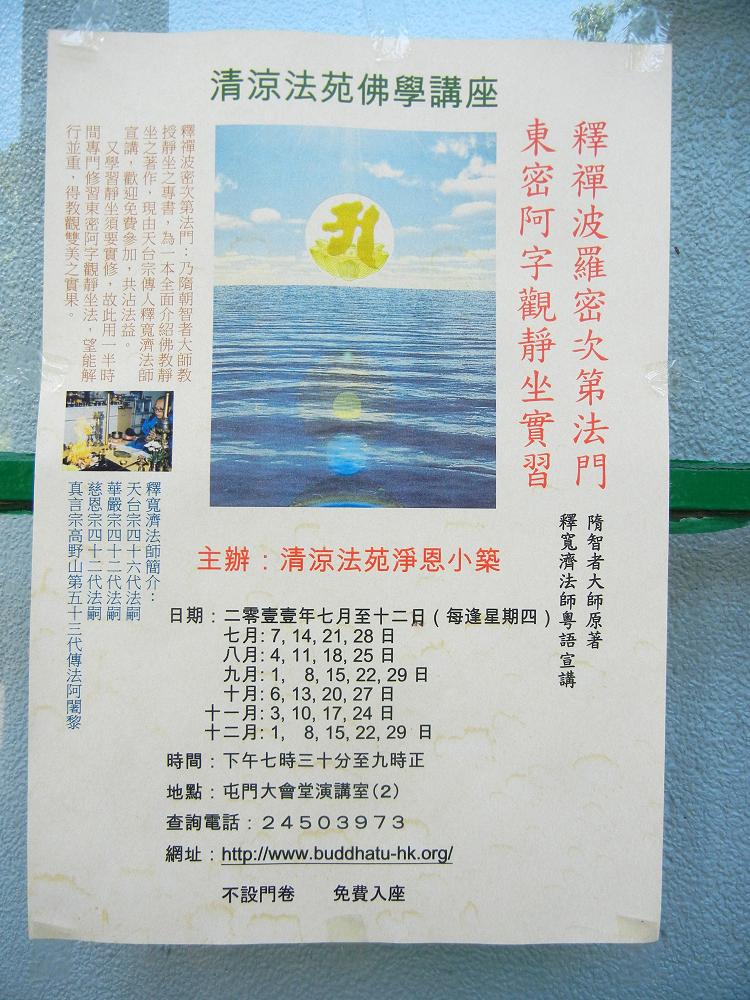 清涼法苑佛學講座
釋禪波羅密次第法門
東密阿字觀靜坐實習
隋智者大師原著
釋寬濟法師粵語宣講
釋禪波密次第法門：乃隋朝智者大師教
授靜坐之專書，為一本全面介紹佛教靜
坐之著作，現由天台宗傳人釋寬濟法師
宣講，歡迎免費參加，共沾法益。
又學習靜坐須要實修，故此用一半時
間專門修習東密阿字觀靜坐法，望能解
行並重，得教觀雙美之實果。
釋寬濟法師簡介：
天台宗四十六代法嗣
華嚴宗四十二代法嗣
慈恩宗四十二代法嗣
真言宗高野山第五十三代傳法阿闍黎
主辦：清涼法苑淨恩小築
日期：二零壹壹年七月至十二日（每逢星期四）
七月: 7, 14, 21, 28 日
八月: 4, 11, 18, 25 日
九月: 1, 8, 15, 22, 29 日
十月: 6, 13, 20, 27 日
十一月: 3, 10, 17, 24 日
十二月: 1, 8, 15, 22, 29 日
時間：下午七時三十分至九時正
地點：屯門大會堂演講室(2)
查詢電話：24503973
網址：http://www.buddhatu-hk.org/
不設門卷 免費入座